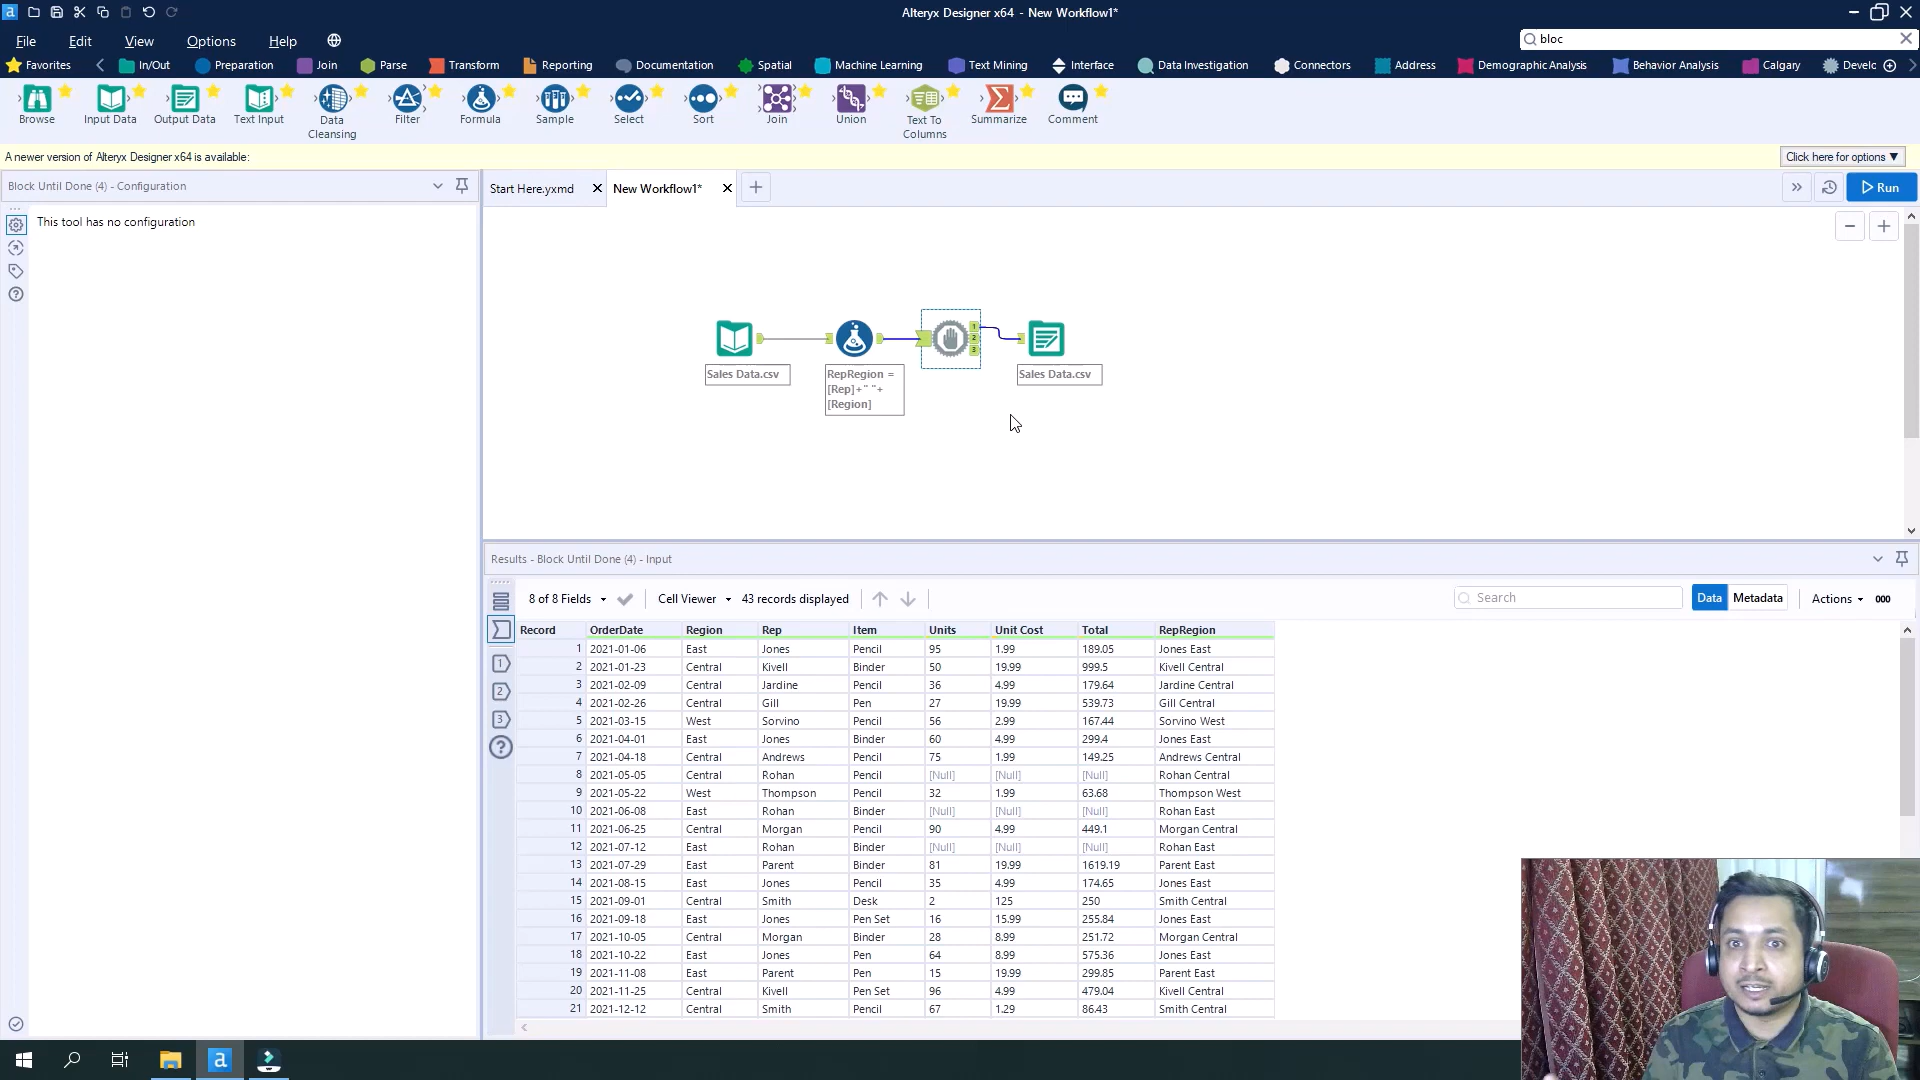 Alteryx Designer x64 - New Workflow1*
File Edit View Options Help
bloc
Favorites In/Out Preparation Join Parse Transform Reporting Documentation Spatial Machine Learning Text Mining Interface Data Investigation Connectors Address Demographic Analysis Behavior Analysis Calgary Develc
Browse Input Data Output Data Text Input Data Cleansing Filter Formula Sample Select Sort Join Union Text To Columns Summarize Comment
A newer version of Alteryx Designer x64 is available:
Click here for options ▼
Block Until Done (4) - Configuration
Start Here.yxmd
New Workflow1*
Run
This tool has no configuration
1
2
3
Sales Data.csv
RepRegion =
[Rep]+" "+
[Region]
Sales Data.csv
Results - Block Until Done (4) - Input
8 of 8 Fields Cell Viewer 43 records displayed
Search
Data Metadata Actions 000
1
2
3
Record OrderDate Region Rep Item Units Unit Cost Total RepRegion
1 2021-01-06 East Jones Pencil 95 1.99 189.05 Jones East
2 2021-01-23 Central Kivell Binder 50 19.99 999.5 Kivell Central
3 2021-02-09 Central Jardine Pencil 36 4.99 179.64 Jardine Central
4 2021-02-26 Central Gill Pen 27 19.99 539.73 Gill Central
5 2021-03-15 West Sorvino Pencil 56 2.99 167.44 Sorvino West
6 2021-04-01 East Jones Binder 60 4.99 299.4 Jones East
7 2021-04-18 Central Andrews Pencil 75 1.99 149.25 Andrews Central
8 2021-05-05 Central Rohan Pencil [Null] [Null] [Null] Rohan Central
9 2021-05-22 West Thompson Pencil 32 1.99 63.68 Thompson West
10 2021-06-08 East Rohan Binder [Null] [Null] [Null] Rohan East
11 2021-06-25 Central Morgan Pencil 90 4.99 449.1 Morgan Central
12 2021-07-12 East Rohan Binder [Null] [Null] [Null] Rohan East
13 2021-07-29 East Parent Binder 81 19.99 1619.19 Parent East
14 2021-08-15 East Jones Pencil 35 4.99 174.65 Jones East
15 2021-09-01 Central Smith Desk 2 125 250 Smith Central
16 2021-09-18 East Jones Pen Set 16 15.99 255.84 Jones East
17 2021-10-05 Central Morgan Binder 28 8.99 251.72 Morgan Central
18 2021-10-22 East Jones Pen 64 8.99 575.36 Jones East
19 2021-11-08 East Parent Pen 15 19.99 299.85 Parent East
20 2021-11-25 Central Kivell Pen Set 96 4.99 479.04 Kivell Central
21 2021-12-12 Central Smith Pencil 67 1.29 86.43 Smith Central